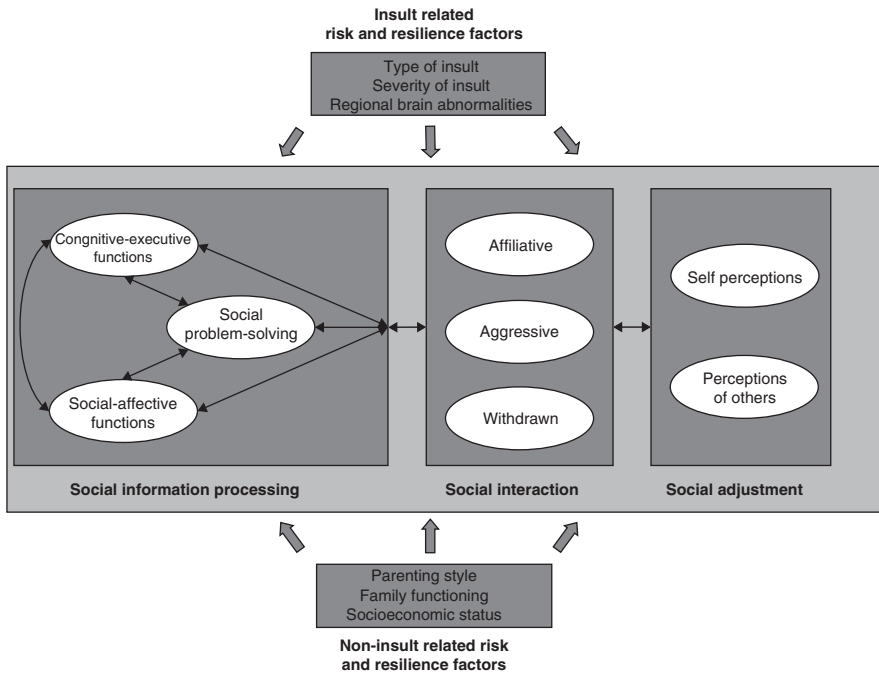 Insult related
risk and resilience factors
Type of insult
Severity of insult
Regional brain abnormalities
Congnitive-executive
functions
Social
problem-solving
Social-affective
functions
Affiliative
Aggressive
Withdrawn
Self perceptions
Perceptions
of others
Social information processing
Social interaction
Social adjustment
Parenting style
Family functioning
Socioeconomic status
Non-insult related risk
and resilience factors